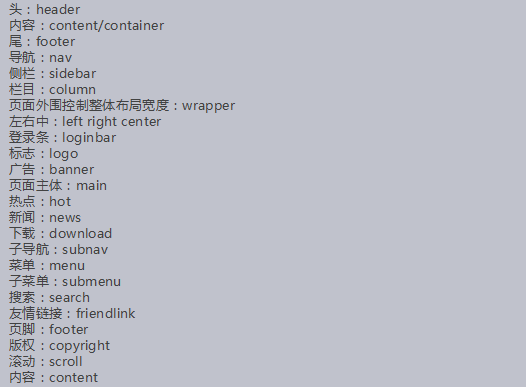 头：header
内容：content/container
尾：footer
导航：nav
侧栏：sidebar
栏目：column
页面外围控制整体布局宽度：wrapper
左右中：left right center
登录条：loginbar
标志：logo
广告：banner
页面主体：main
热点：hot
新闻：news
下载：download
子导航：subnav
菜单：menu
子菜单：submenu
搜索：search
友情链接：friendlink
页脚：footer
版权：copyright
滚动：scroll
内容：content